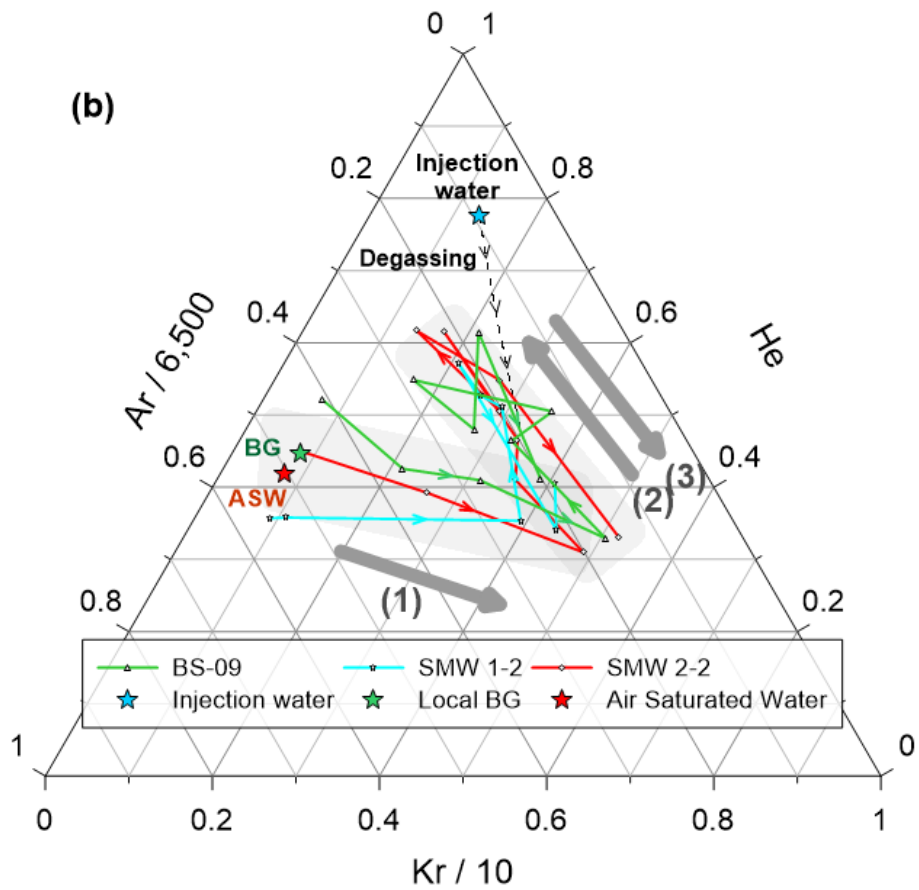 0 1
(b)
Injection
water
0.2 0.8
Degassing
0.4 0.6
Ar / 6,500
He
BG
0.6 0.4
ASW
(2) (3)
(1)
0.8 0.2
BS-09 SMW 1-2 SMW 2-2
Injection water Local BG Air Saturated Water
1 0
0 0.2 0.4 0.6 0.8 1
Kr / 10